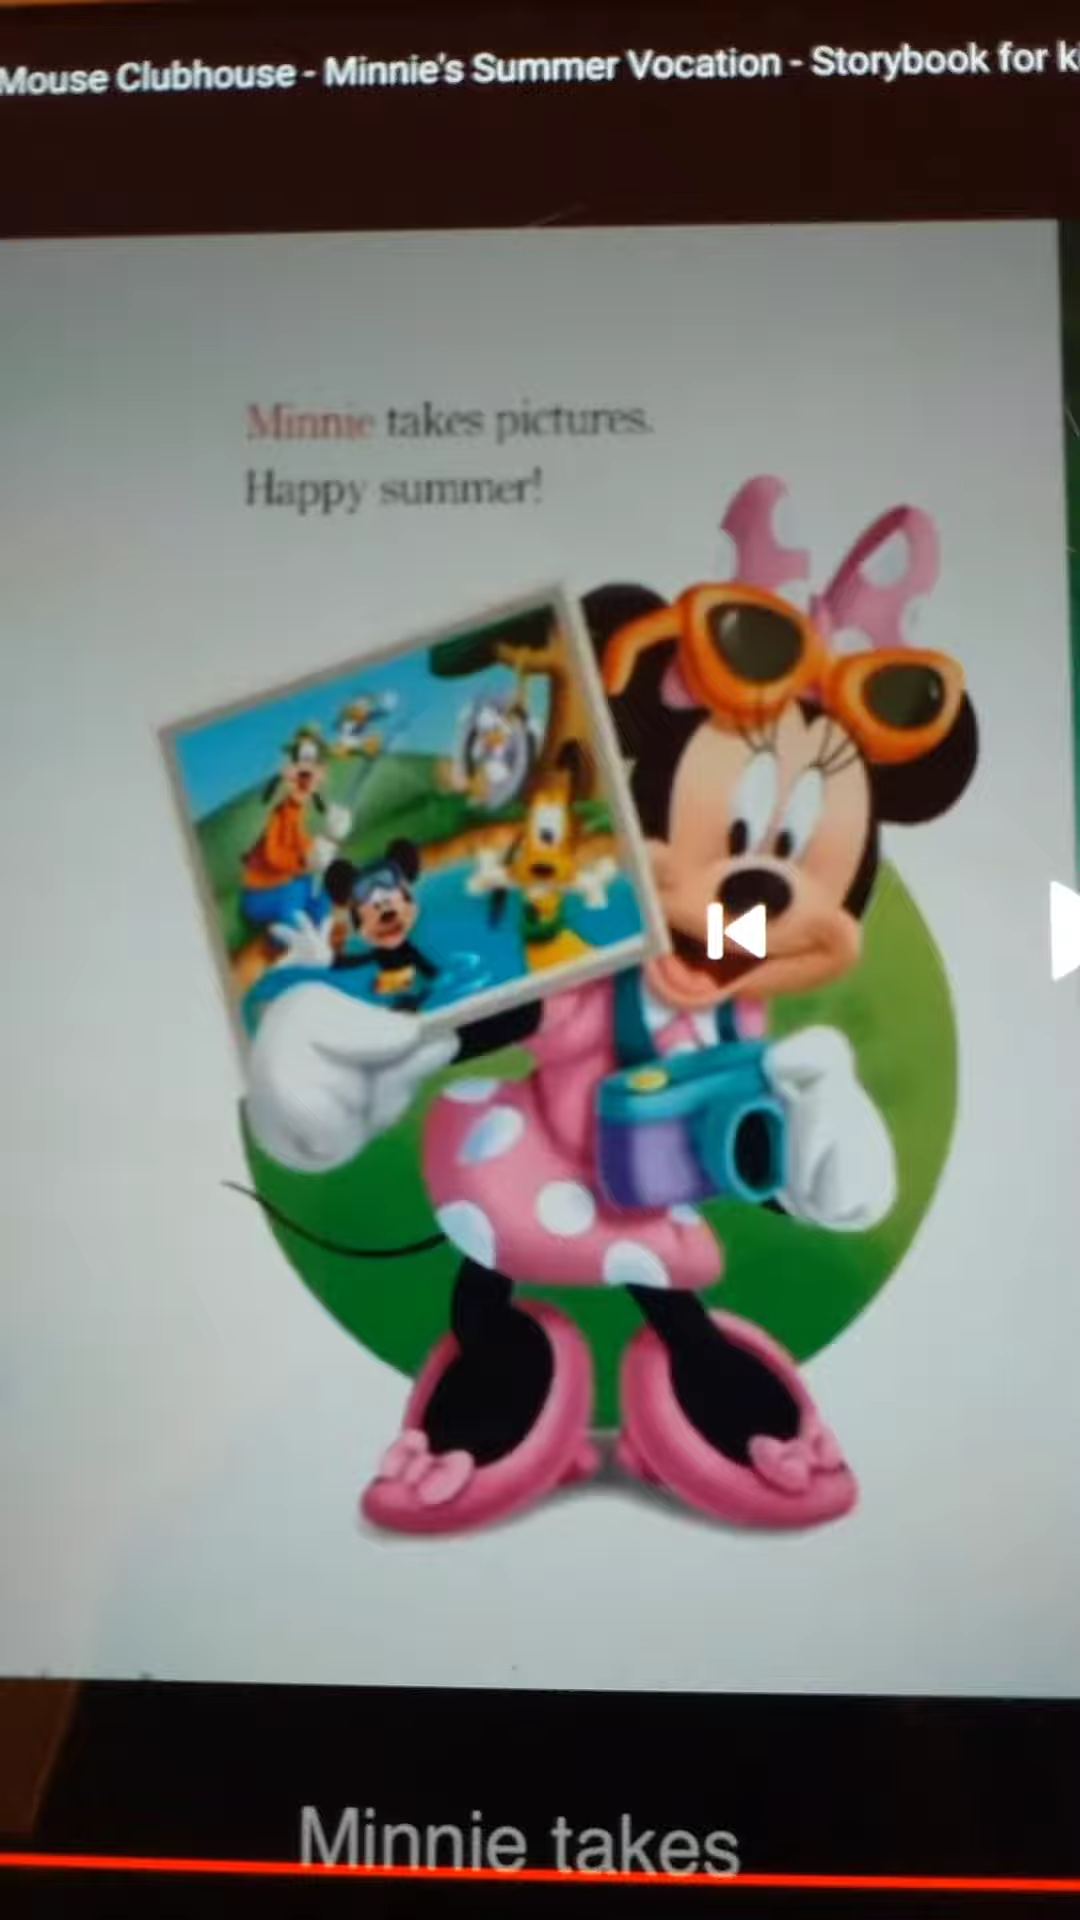 Mouse Clubhouse - Minnie's Summer Vocation - Storybook for
Minnie takes pictures.
Happy summer!
Minnie takes